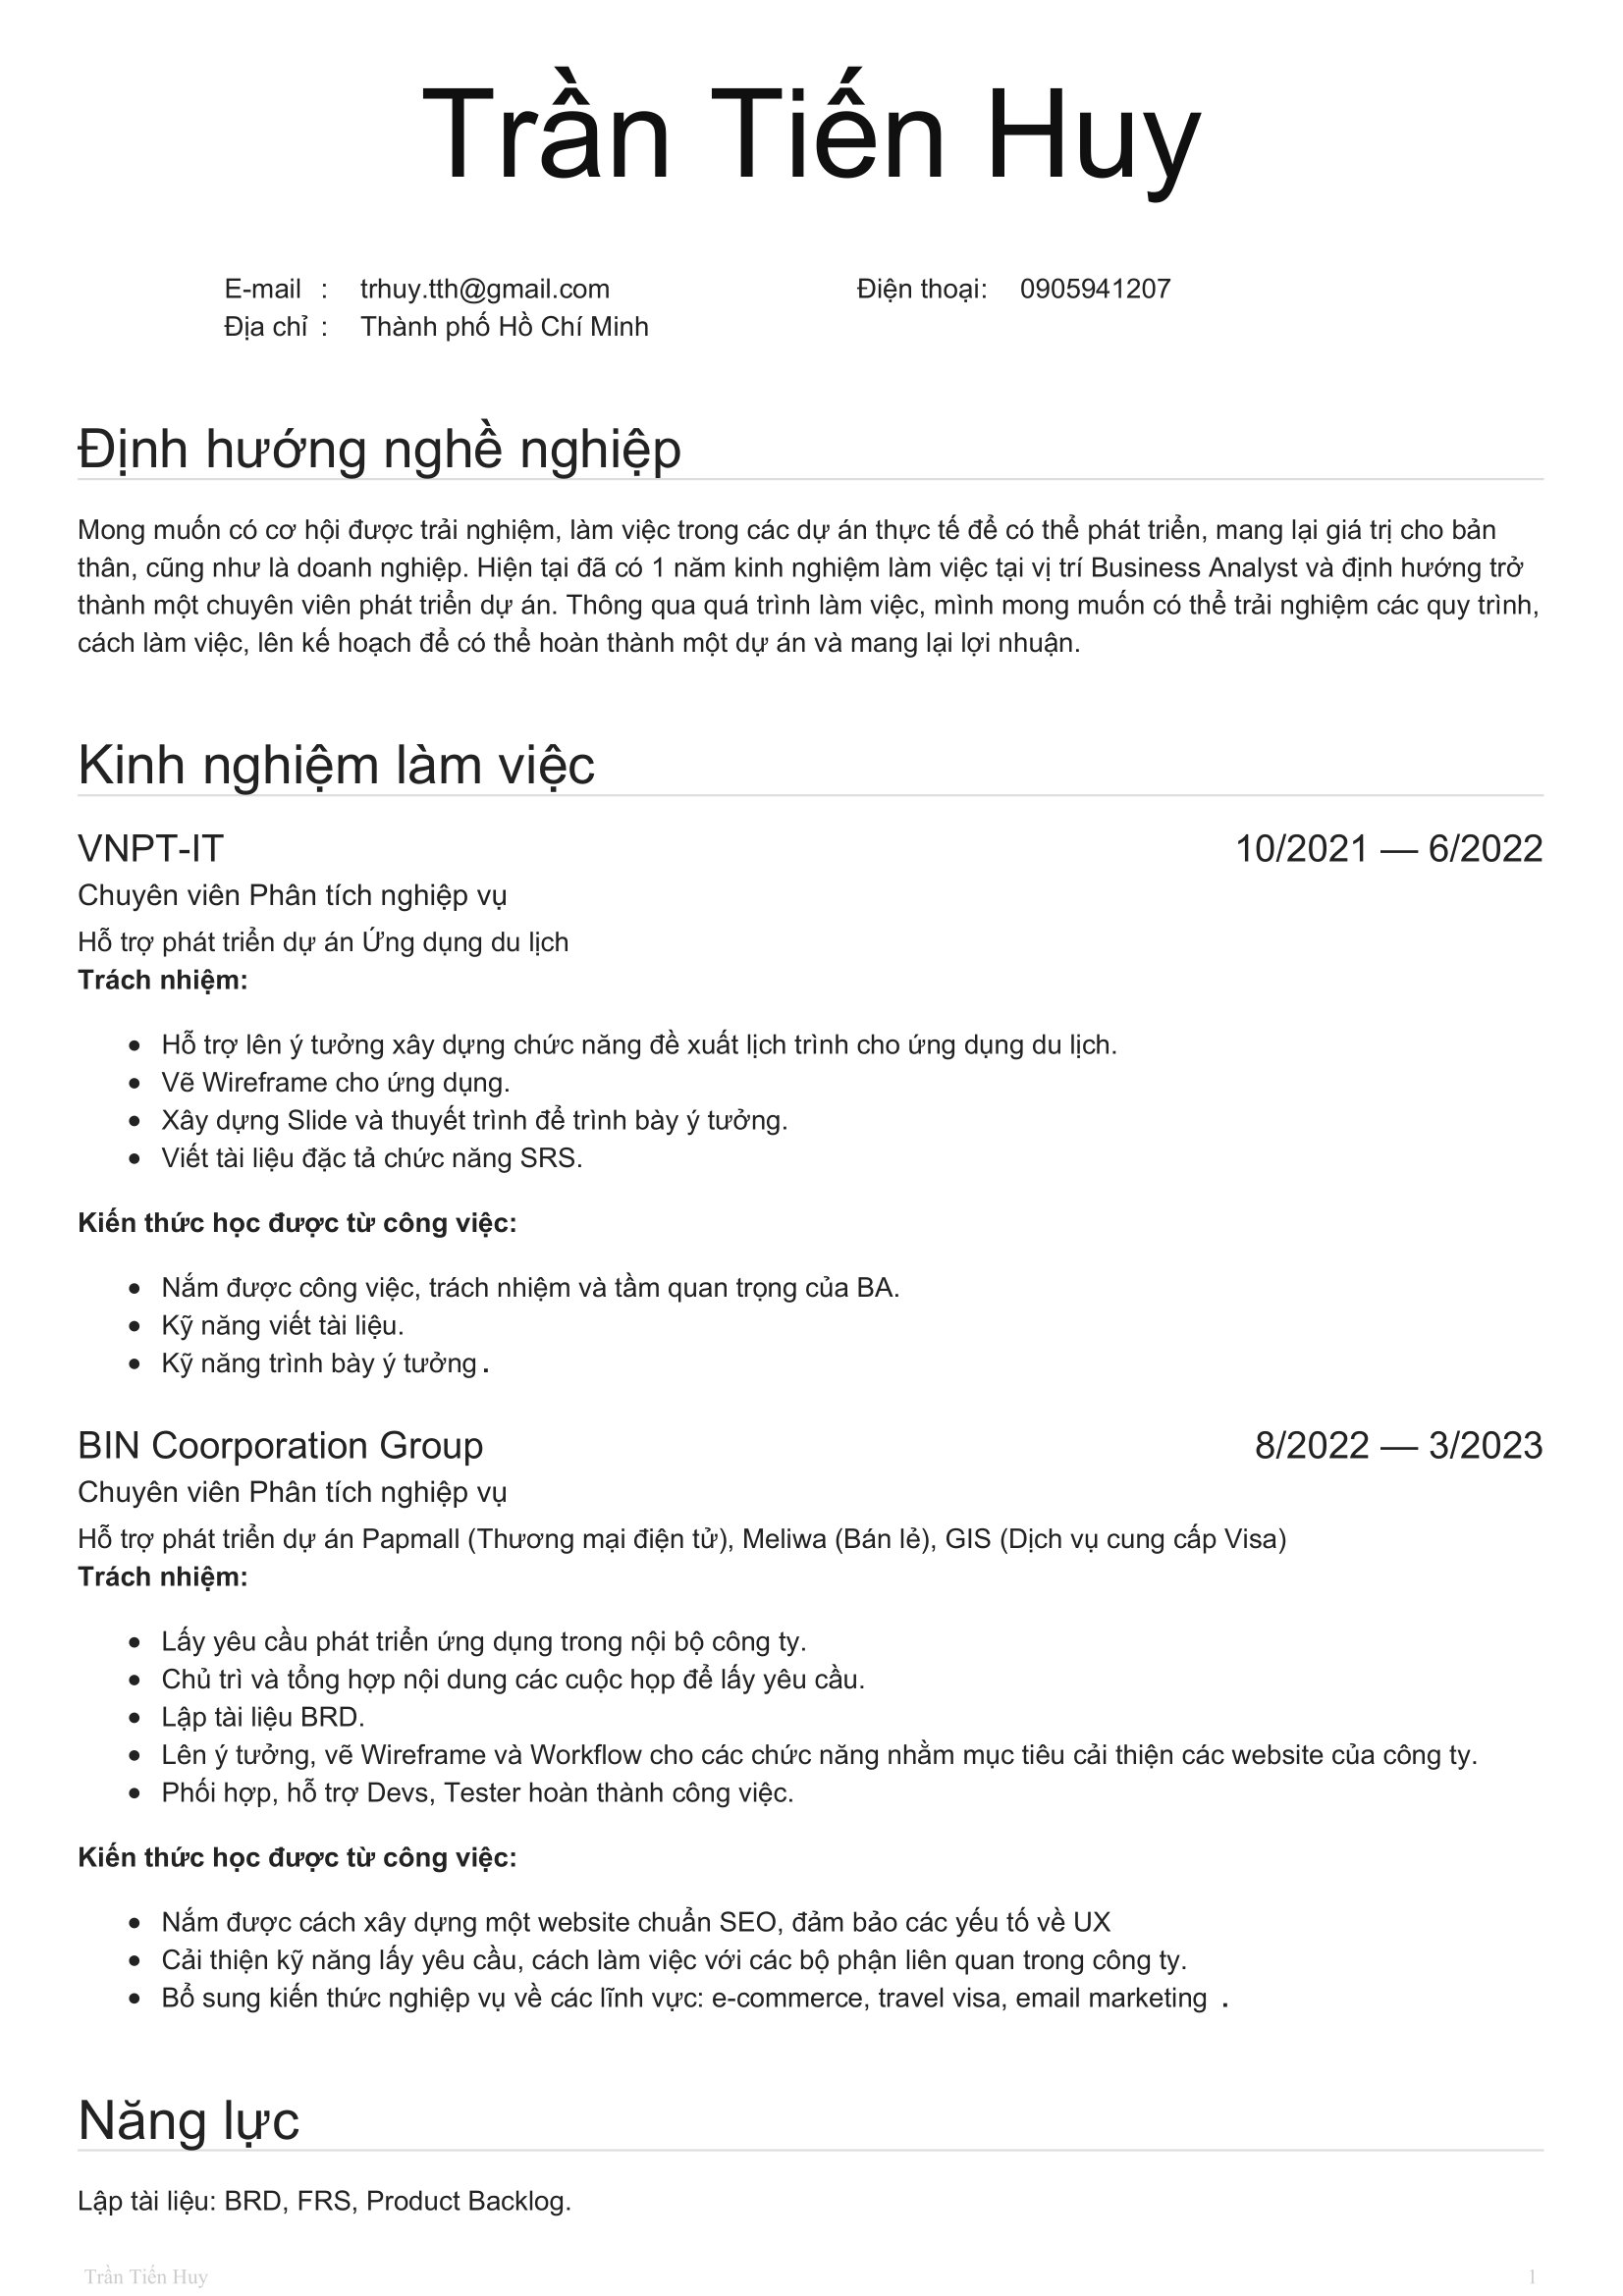 Trần Tiến Huy
E-mail : trhuy.tth@gmail.com Điện thoại: 0905941207
Địa chỉ : Thành phố Hồ Chí Minh
Định hướng nghề nghiệp
Mong muốn có cơ hội được trải nghiệm, làm việc trong các dự án thực tế để có thể phát triển, mang lại giá trị cho bản
thân, cũng như là doanh nghiệp. Hiện tại đã có 1 năm kinh nghiệm làm việc tại vị trí Business Analyst và định hướng trở
thành một chuyên viên phát triển dự án. Thông qua quá trình làm việc, mình mong muốn có thể trải nghiệm các quy trình,
cách làm việc, lên kế hoạch để có thể hoàn thành một dự án và mang lại lợi nhuận.
Kinh nghiệm làm việc
VNPT-IT 10/2021 — 6/2022
Chuyên viên Phân tích nghiệp vụ
Hỗ trợ phát triển dự án Ứng dụng du lịch
Trách nhiệm:
• Hỗ trợ lên ý tưởng xây dựng chức năng đề xuất lịch trình cho ứng dụng du lịch.
• Vẽ Wireframe cho ứng dụng.
• Xây dựng Slide và thuyết trình để trình bày ý tưởng.
• Viết tài liệu đặc tả chức năng SRS.
Kiến thức học được từ công việc:
• Nắm được công việc, trách nhiệm và tầm quan trọng của BA.
• Kỹ năng viết tài liệu.
• Kỹ năng trình bày ý tưởng.
BIN Coorporation Group 8/2022 — 3/2023
Chuyên viên Phân tích nghiệp vụ
Hỗ trợ phát triển dự án Papmall (Thương mại điện tử), Meliwa (Bán lẻ), GIS (Dịch vụ cung cấp Visa)
Trách nhiệm:
• Lấy yêu cầu phát triển ứng dụng trong nội bộ công ty.
• Chủ trì và tổng hợp nội dung các cuộc họp để lấy yêu cầu.
• Lập tài liệu BRD.
• Lên ý tưởng, vẽ Wireframe và Workflow cho các chức năng nhằm mục tiêu cải thiện các website của công ty.
• Phối hợp, hỗ trợ Devs, Tester hoàn thành công việc.
Kiến thức học được từ công việc:
• Nắm được cách xây dựng một website chuẩn SEO, đảm bảo các yếu tố về UX
• Cải thiện kỹ năng lấy yêu cầu, cách làm việc với các bộ phận liên quan trong công ty.
• Bổ sung kiến thức nghiệp vụ về các lĩnh vực: e-commerce, travel visa, email marketing .
Năng lực
Lập tài liệu: BRD, FRS, Product Backlog.
Trần Tiến Huy 1